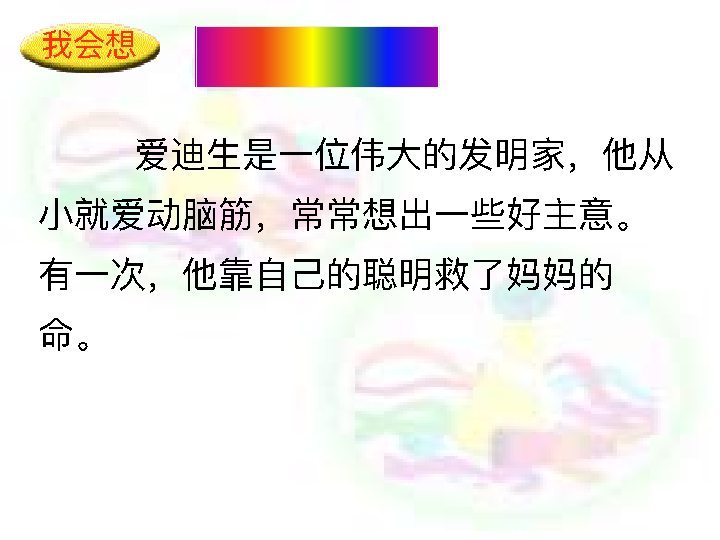 我会想
爱迪生是一位伟大的发明家，他从
小就爱动脑筋，常常想出一些好主意。
有一次，他靠自己的聪明救了妈妈的
命。